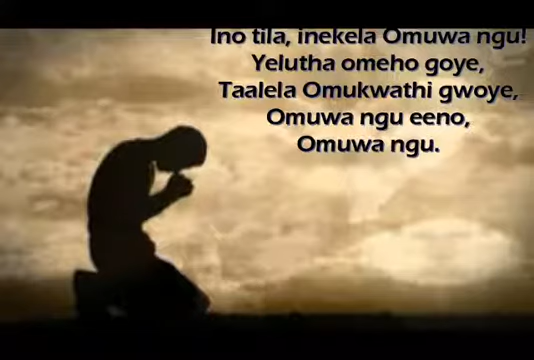 Ino tila, inekela Omuwa ngu!
Yelutha omeho goye,
Taalela Omukwathi gwoye,
Omuwa ngu eeno,
Omuwa ngu.